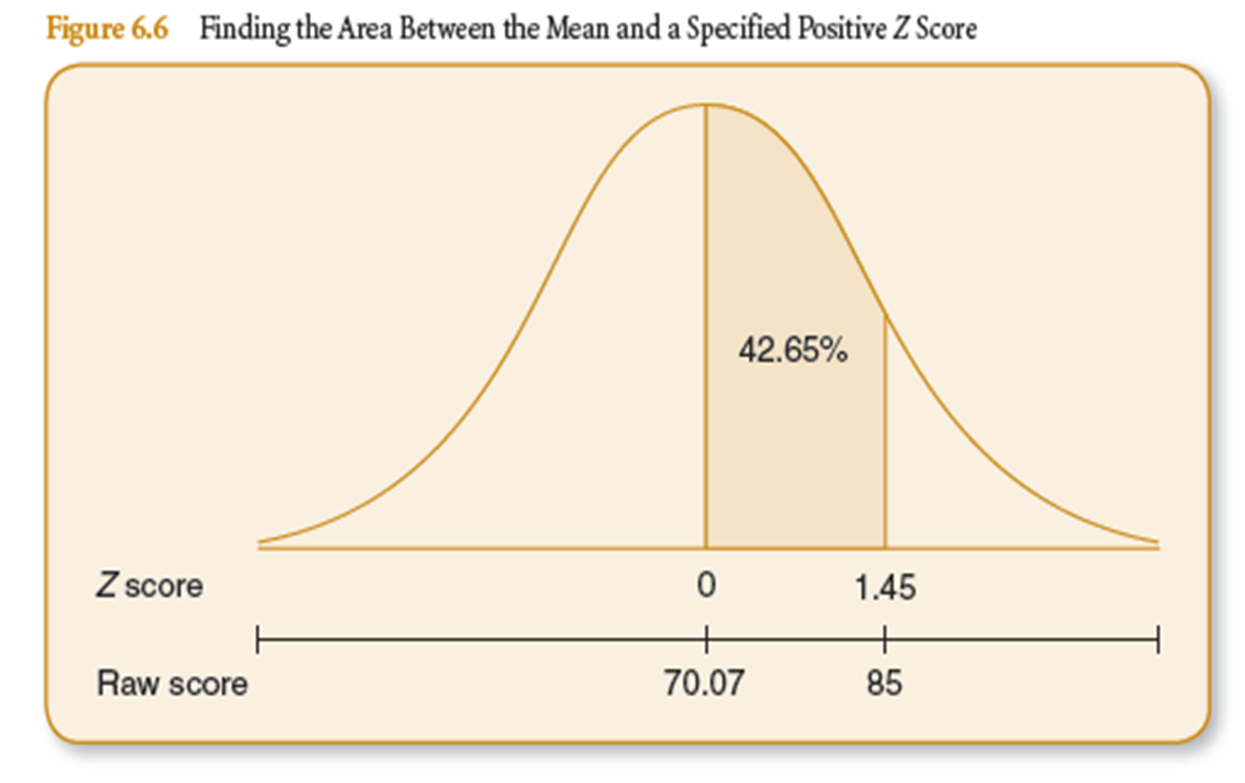 Figure 6.6 Finding the Area Between the Mean and a Specified Positive Z Score
42.65%
Z score 0 1.45
Raw score 70.07 85